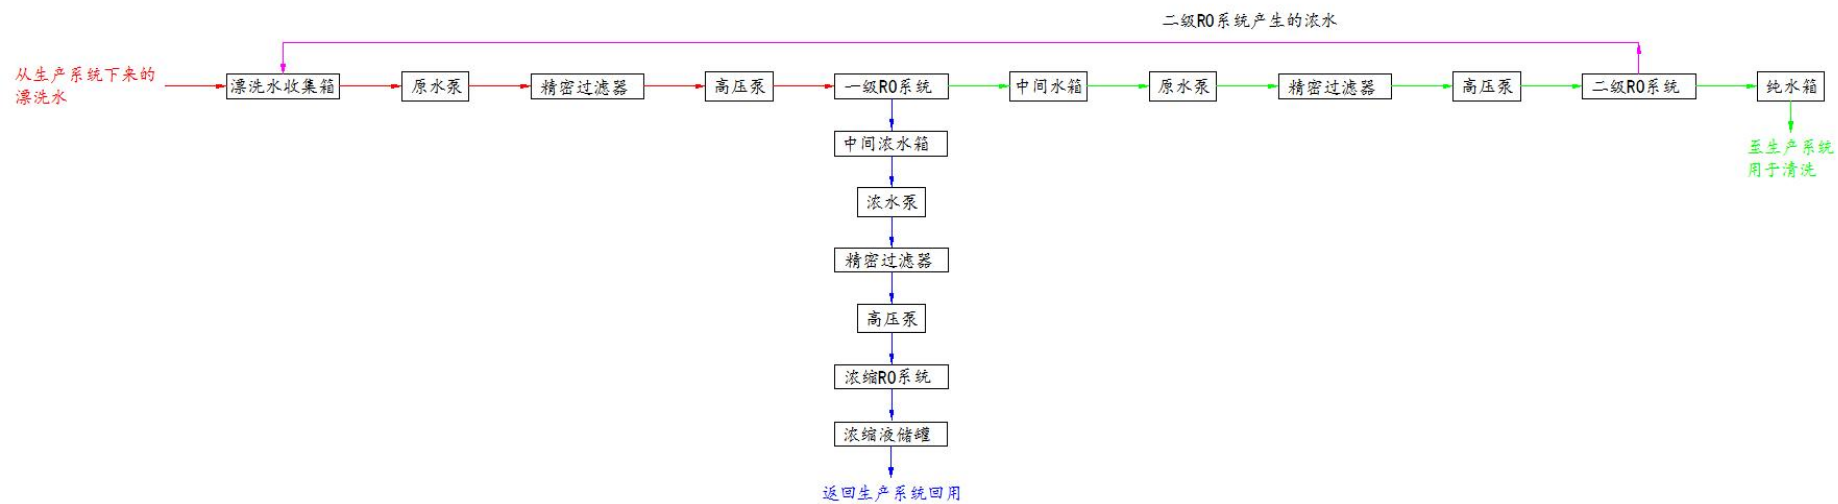 二级RO系统产生的浓水
从生产系统下来的
漂洗水
漂洗水收集箱
原水泵
精密过滤器
高压泵
一级RO系统
中间水箱
原水泵
精密过滤器
高压泵
二级RO系统
纯水箱
至生产系统
用于清洗
中间浓水箱
浓水泵
精密过滤器
高压泵
浓缩RO系统
浓缩液储罐
返回生产系统回用